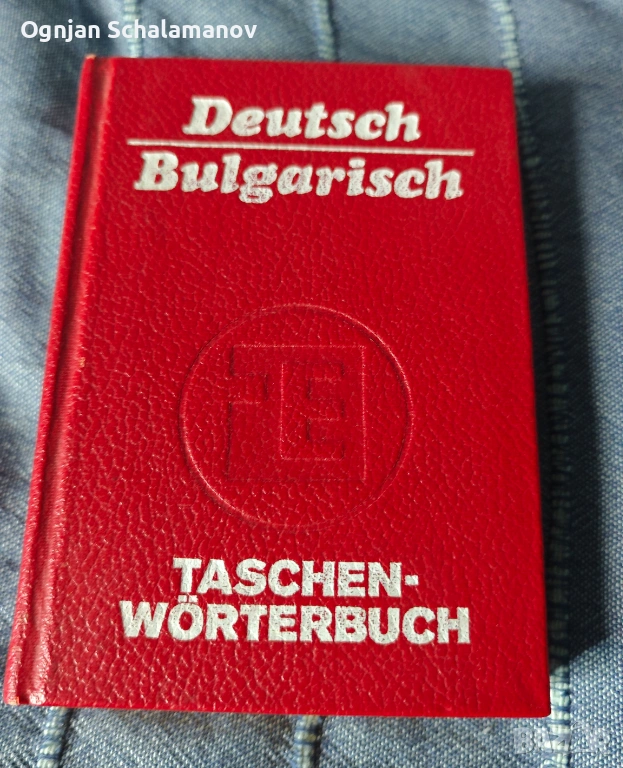 Ognjan Schalamanov
Deutsch
Bulgarisch
TASCHEN-
WÖRTERBUCH